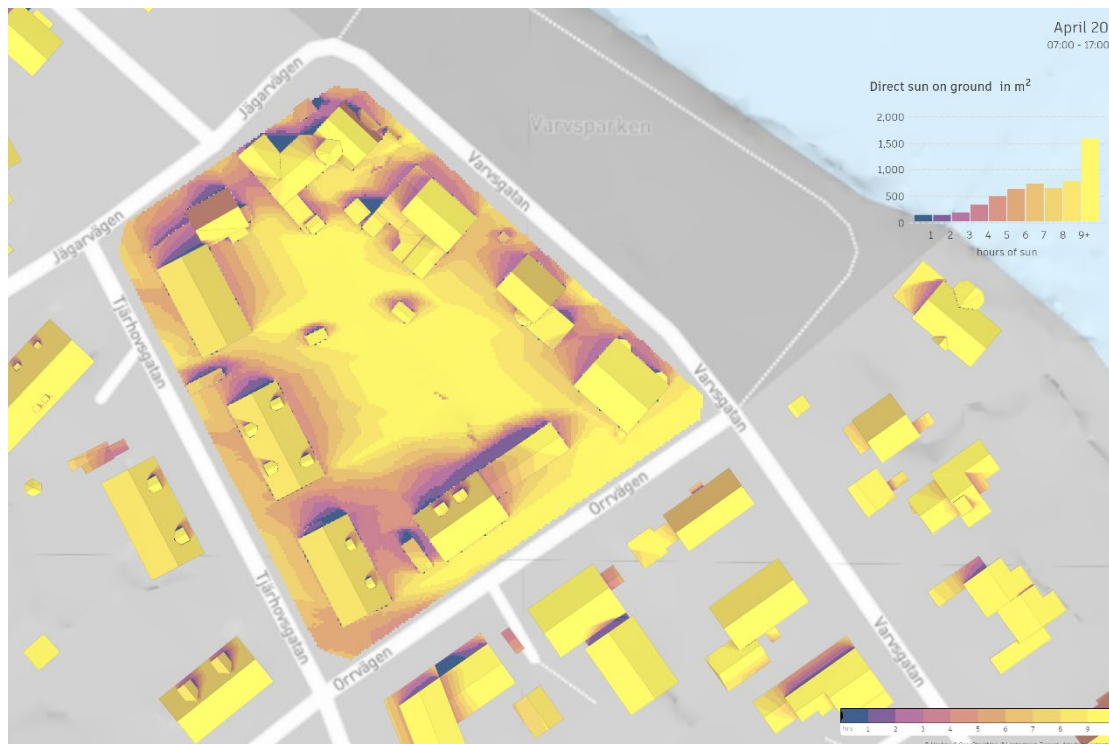 April 20
07:00 - 17:00
Direct sun on ground in m²
2,000
1,500
1,000
500
0
1 2 3 4 5 6 7 8 9+
hours of sun
Jägarvägen
Varvsparken
Varvsgatan
Jägarvägen
Tjärhovsgatan
Varvsgatan
Orrvägen
Tjärhovsgatan
Varvsgatan
Orrvägen
hrs 1 2 3 4 5 6 7 8 9